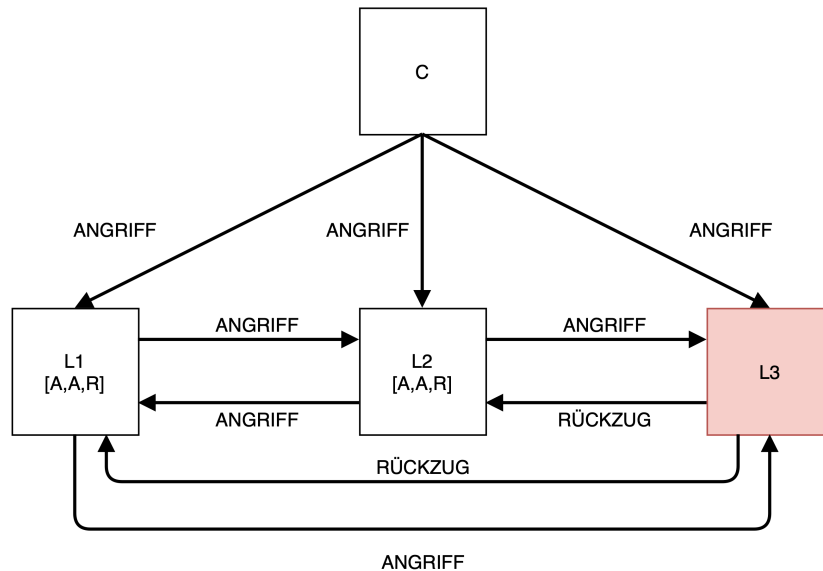 C
ANGRIFF
ANGRIFF
ANGRIFF
ANGRIFF
ANGRIFF
L1
[A,A,R]
L2
[A,A,R]
L3
ANGRIFF
RÜCKZUG
RÜCKZUG
ANGRIFF